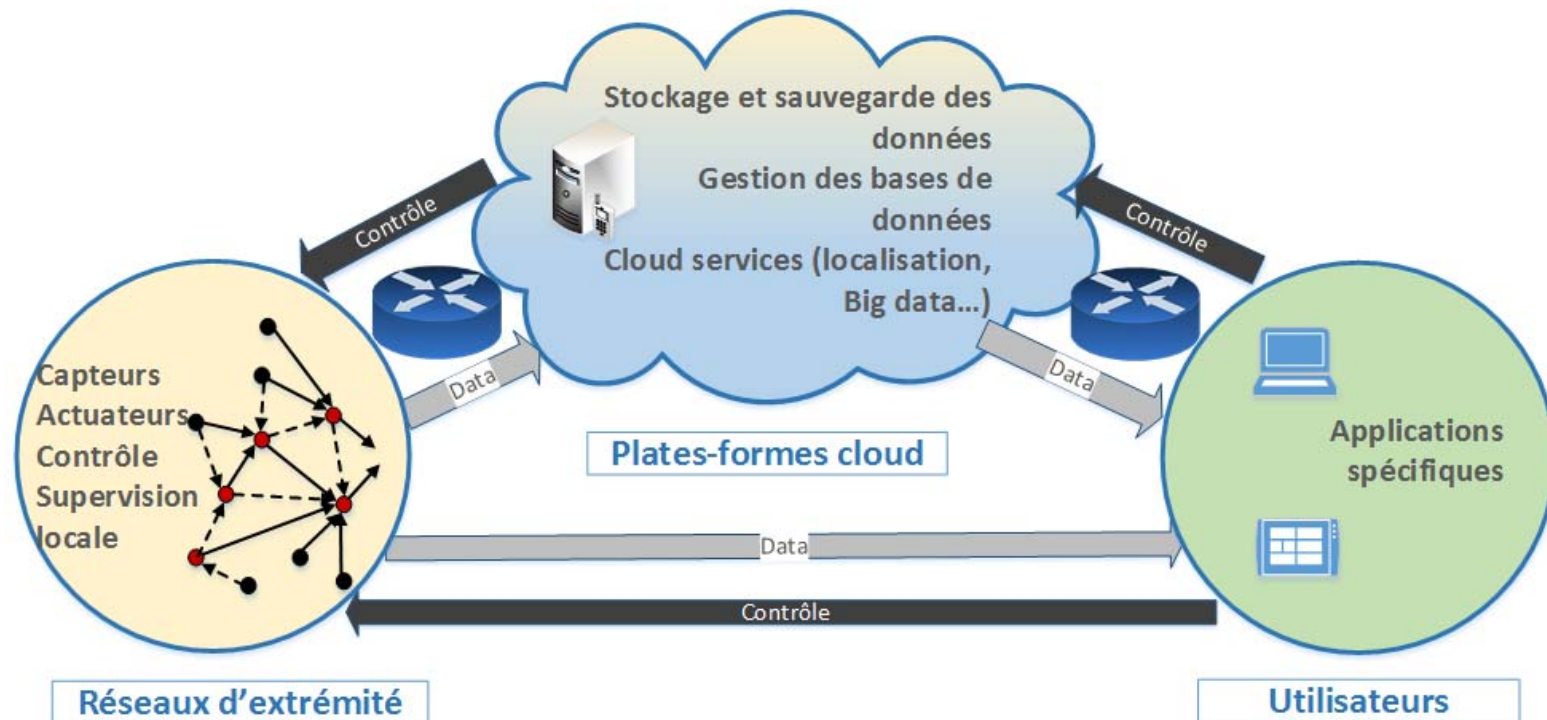 Stockage et sauvegarde des
données
Gestion des bases de
données
Cloud services (localisation,
Big data...)
Contrôle
Contrôle
Data
Data
Plates-formes cloud
Capteurs
Actuateurs
Contrôle
Supervision
locale
Applications
spécifiques
Data
Contrôle
Réseaux d'extrémité
Utilisateurs